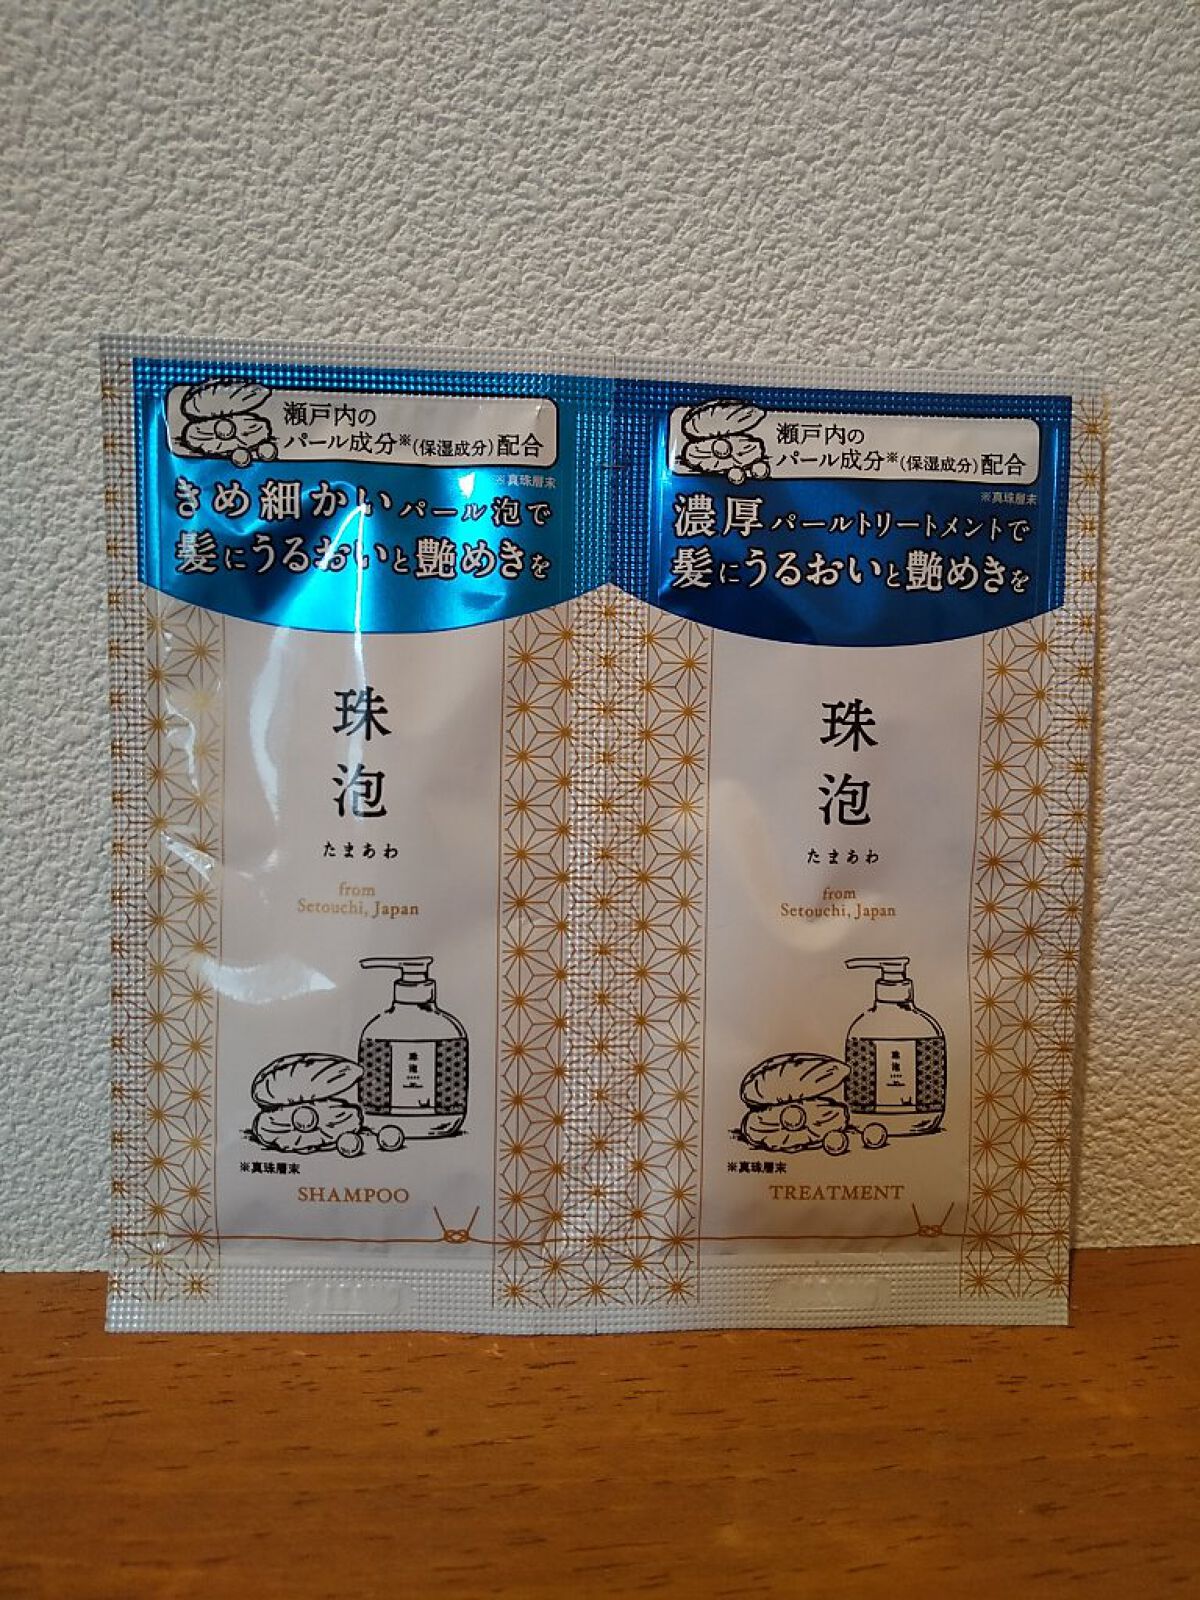 瀬戸内の
パール成分※(保湿成分)配合
※真珠層末
きめ細かいパール泡で
髪にうるおいと艶めきを
珠
泡
たまあわ
from
Setouchi, Japan
珠
泡
※真珠層末
SHAMPOO
瀬戸内の
パール成分※(保湿成分)配合
※真珠層末
濃厚パールトリートメントで
髪にうるおいと艶めきを
珠
泡
たまあわ
from
Setouchi, Japan
珠
泡
※真珠層末
TREATMENT